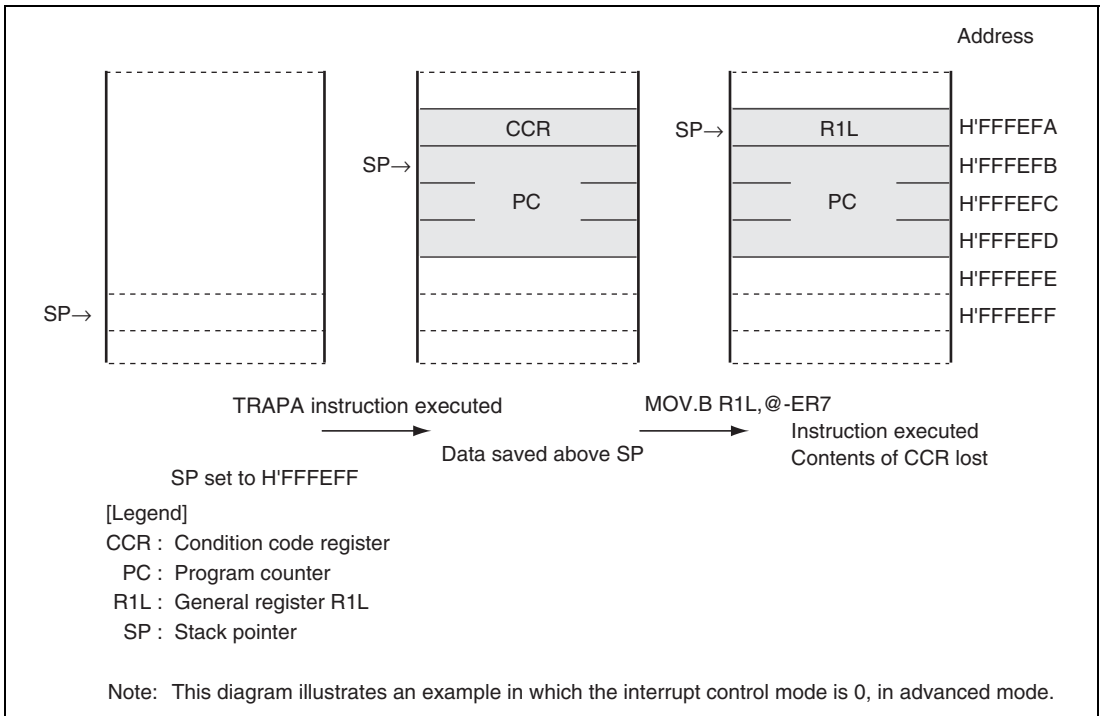 Address
SP→
CCR
SP→
R1L
H'FFFEFA
SP→
H'FFFEFB
PC
PC
H'FFFEFC
H'FFFEFD
H'FFFEFE
SP→
H'FFFEFF
TRAPA instruction executed
MOV.B R1L,@-ER7
Data saved above SP
Instruction executed
Contents of CCR lost
SP set to H'FFFEFF
[Legend]
CCR : Condition code register
PC : Program counter
R1L : General register R1L
SP : Stack pointer
Note: This diagram illustrates an example in which the interrupt control mode is 0, in advanced mode.